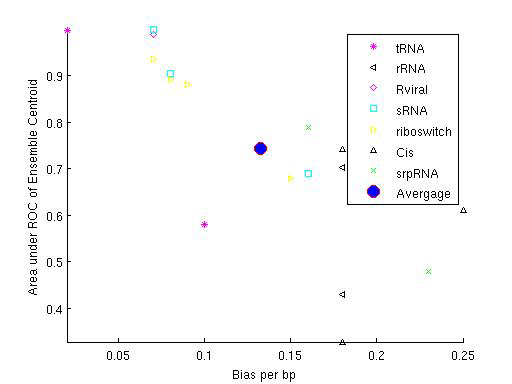 Area under ROC of Ensemble Centroid
0.9
0.8
0.7
0.6
0.5
0.4
0.05
0.1
0.15
0.2
0.25
Bias per bp
tRNA
rRNA
Rviral
sRNA
riboswitch
Cis
srpRNA
Avergage